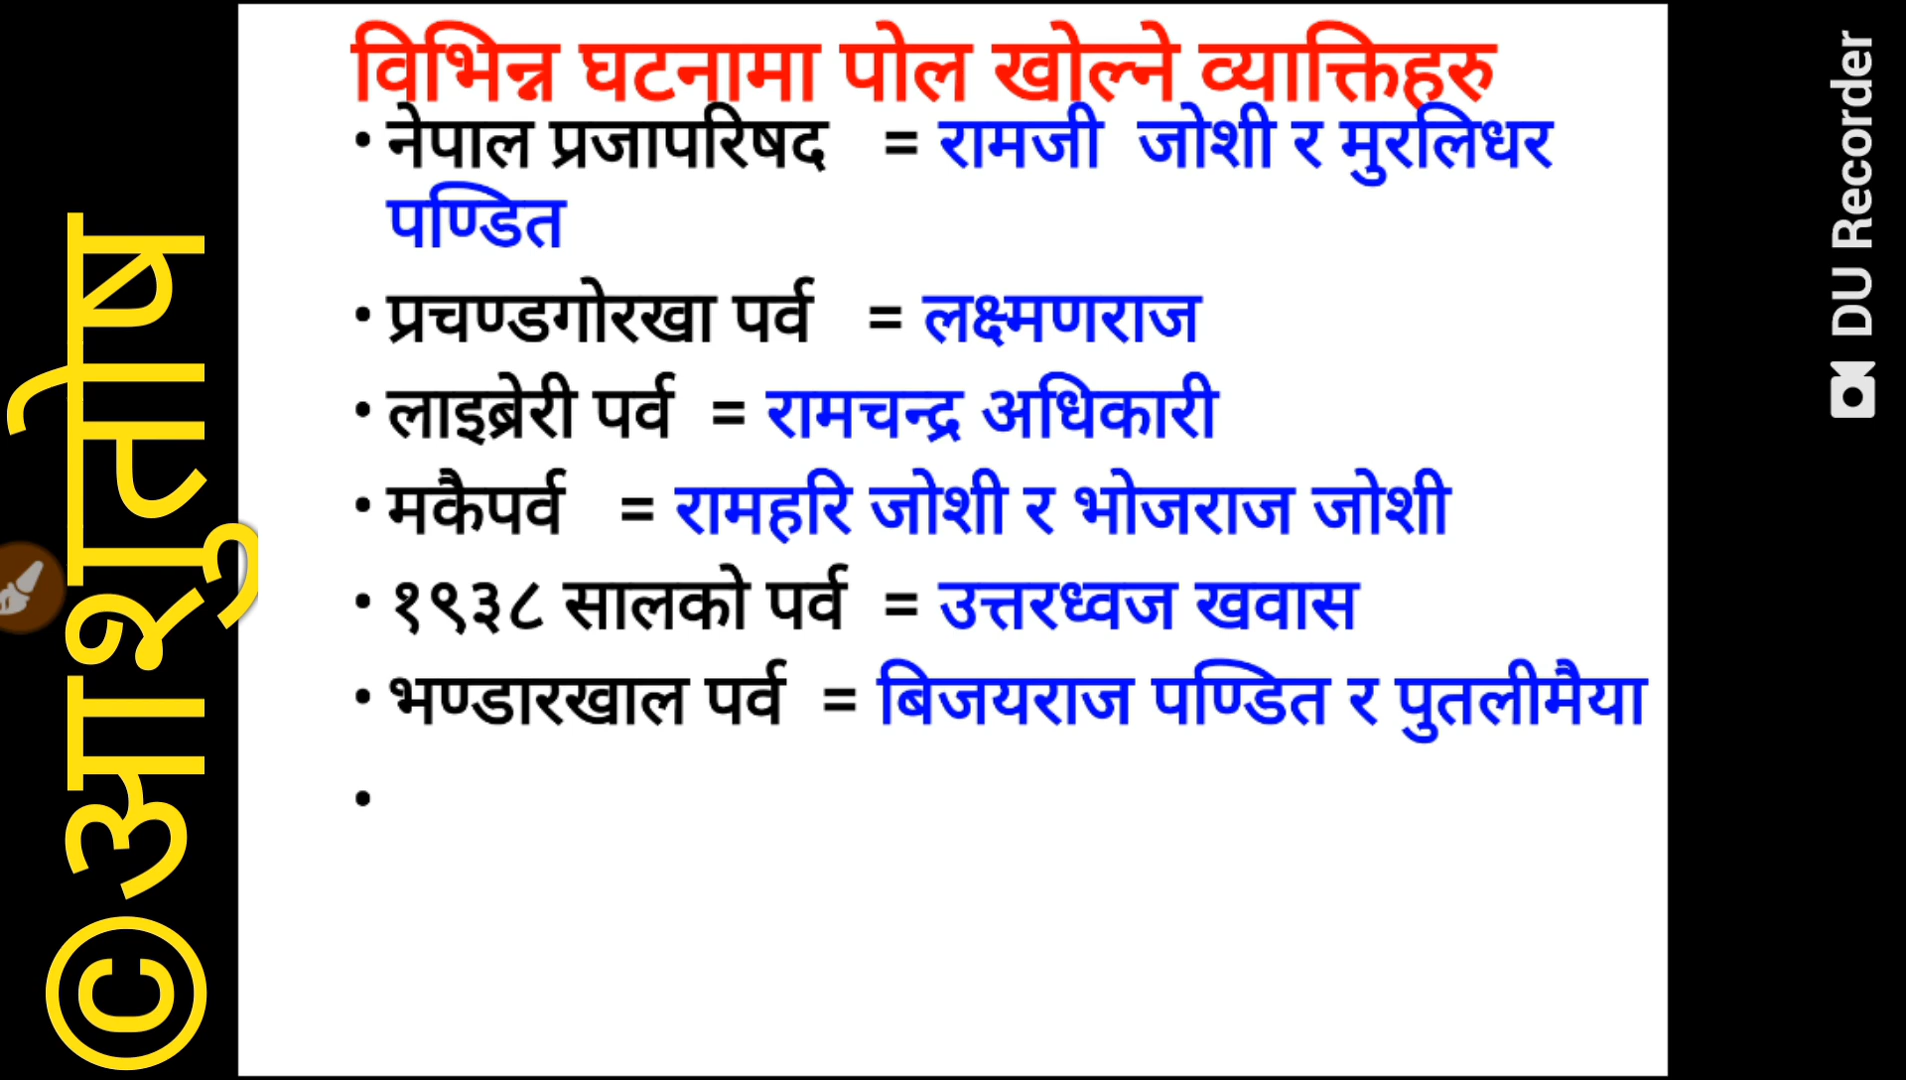 विभिन्न घटनामा पोल खोल्ने व्याक्तिहरु
• नेपाल प्रजापरिषद = रामजी जोशी र मुरलिधर
पण्डित
• प्रचण्डगोरखा पर्व = लक्ष्मणराज
• लाइब्रेरी पर्व = रामचन्द्र अधिकारी
• मकैपर्व = रामहरि जोशी र भोजराज जोशी
• १९३८ सालको पर्व = उत्तरध्वज खवास
• भण्डारखाल पर्व = बिजयराज पण्डित र पुतलीमैया
•
©आशुतोष
DU Recorder